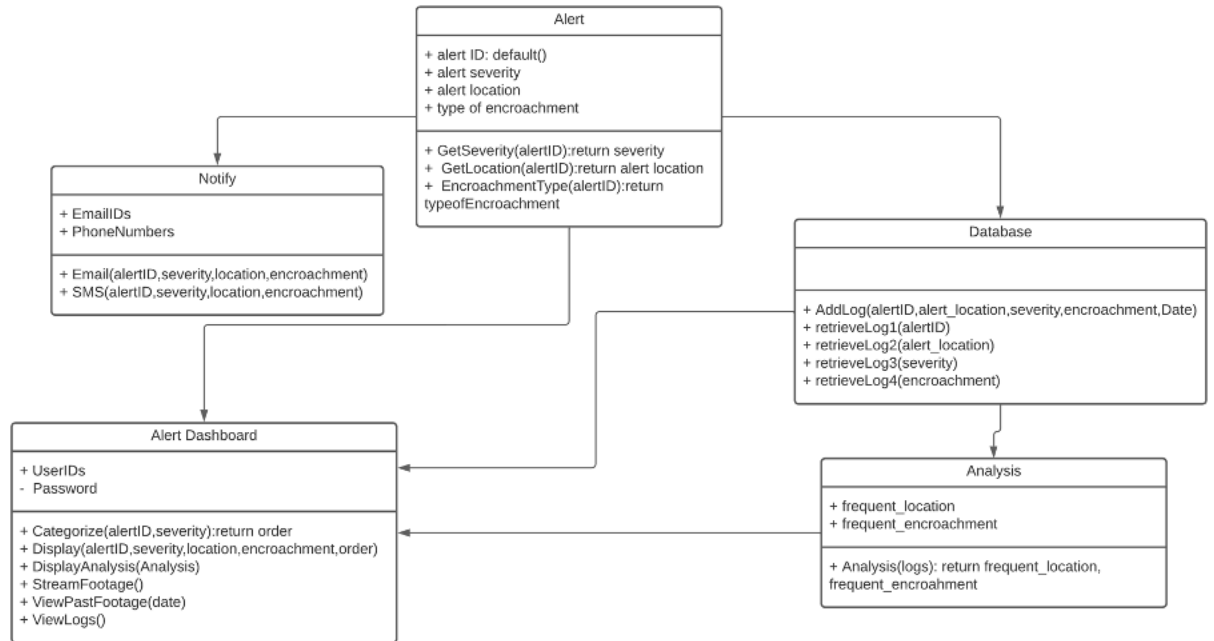 Alert
+ alert ID: default()
+ alert severity
+ alert location
+ type of encroachment
+ GetSeverity(alertID):return severity
+ GetLocation(alertID):return alert location
+ EncroachmentType(alertID):return
typeofEncroachment
Notify
+ EmailIDs
+ PhoneNumbers
+ Email(alertID,severity,location,encroachment)
+ SMS(alertID,severity,location,encroachment)
Database
+ AddLog(alertID,alert_location,severity,encroachment,Date)
+ retrieveLog1(alertID)
+ retrieveLog2(alert_location)
+ retrieveLog3(severity)
+ retrieveLog4(encroachment)
Alert Dashboard
+ UserIDs
- Password
+ Categorize(alertID,severity):return order
+ Display(alertID,severity,location,encroachment,order)
+ DisplayAnalysis(Analysis)
+ StreamFootage()
+ ViewPastFootage(date)
+ ViewLogs()
Analysis
+ frequent_location
+ frequent_encroachment
+ Analysis(logs): return frequent_location,
frequent_encroahment